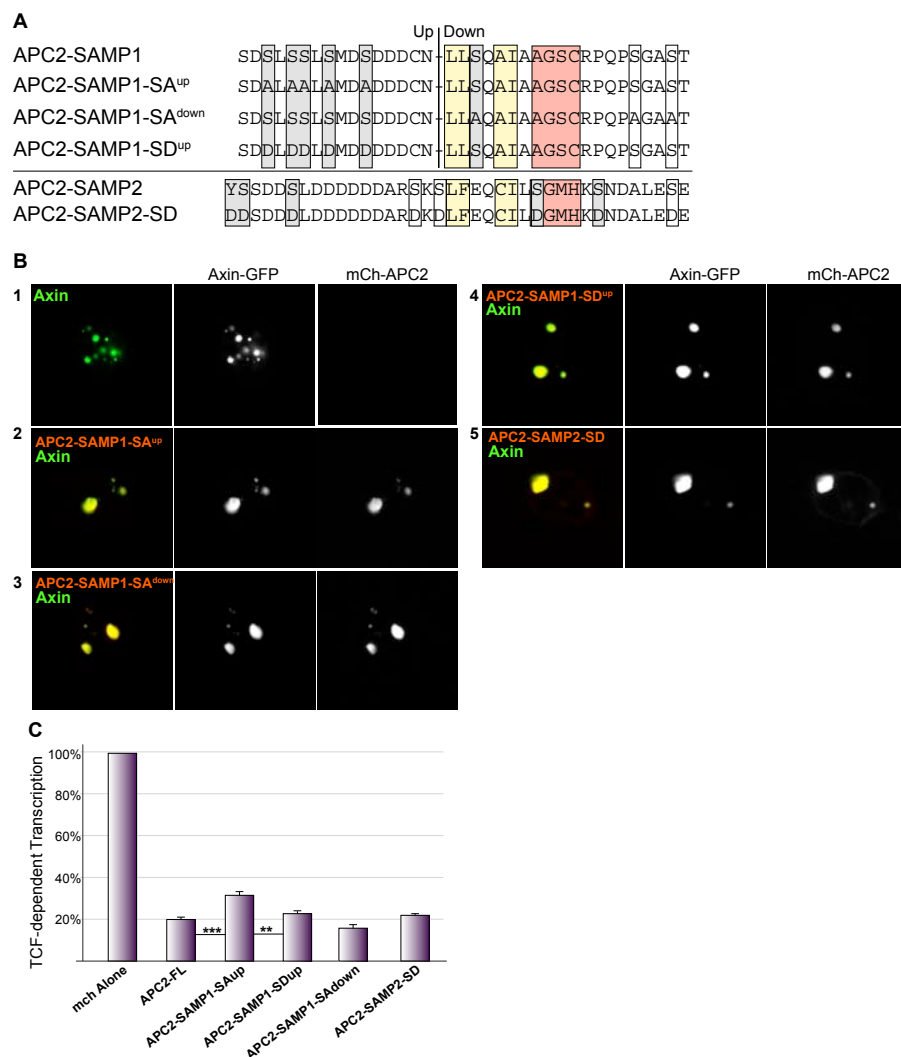 A
Up Down
APC2-SAMP1 SDSLSSLSMDSDDDCN-LLSQAIAAGSCRPQPSGAST
APC2-SAMP1-SAup SDALAALAMDADDDCN-LLSQAIAAGSCRPQPSGAST
APC2-SAMP1-SAdown SDSLSSLSMDSDDDCN-LLAQAIAAGSCRPQPAGAAT
APC2-SAMP1-SDup SDDLDDLDMDDDDDCN-LLSQAIAAGSCRPQPSGAST
APC2-SAMP2 YSSDDSLDDDDDDARSKSLFEQCILSGMHKSNDALESE
APC2-SAMP2-SD DDSDDDLDDDDDDARDKDLFEQCILDGMHKDNDALEDE
B
Axin-GFP mCh-APC2 Axin-GFP mCh-APC2
1
Axin
4
APC2-SAMP1-SDup
Axin
2
APC2-SAMP1-SAup
Axin
5
APC2-SAMP2-SD
Axin
3
APC2-SAMP1-SAdown
Axin
C
TCF-dependent Transcription
100%
80%
60%
40%
20%
*** **
mch Alone
APC2-FL
APC2-SAMP1-SAup
APC2-SAMP1-SDup
APC2-SAMP1-SAdown
APC2-SAMP2-SD